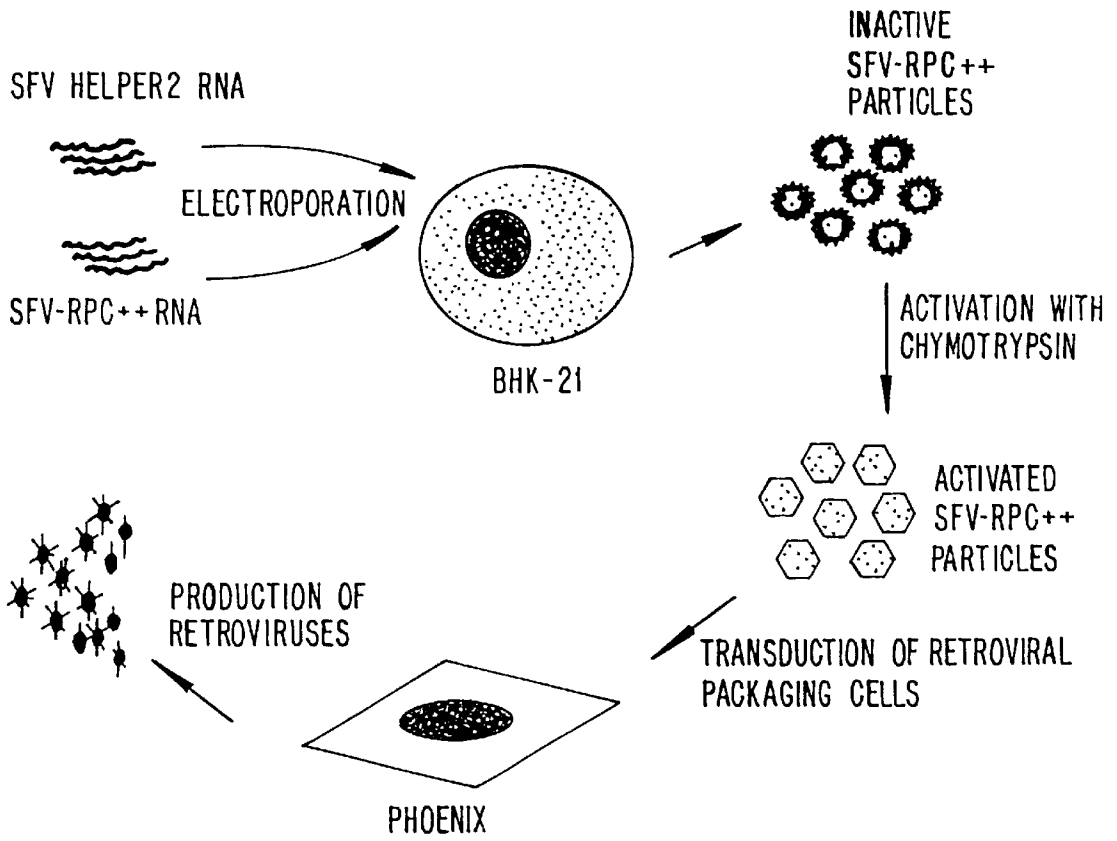 SFV HELPER2 RNA
ELECTROPORATION
SFV-RPC++RNA
BHK-21
INACTIVE
SFV-RPC++
PARTICLES
ACTIVATION WITH
CHYMOTRYPSIN
ACTIVATED
SFV-RPC++
PARTICLES
TRANSDUCTION OF RETROVIRAL
PACKAGING CELLS
PHOENIX
PRODUCTION OF
RETROVIRUSES